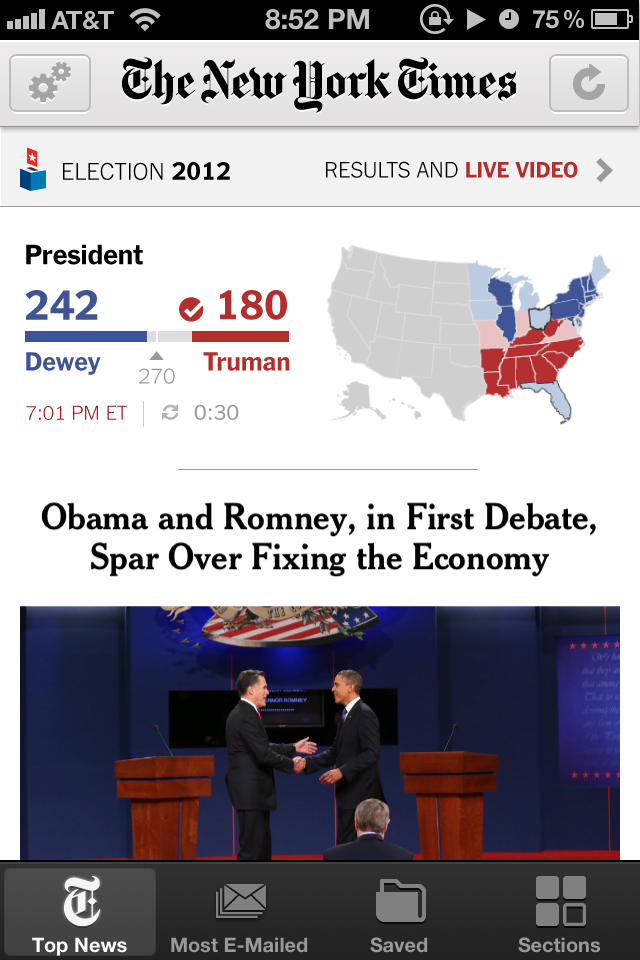 AT&T 8:52 PM 75%
The New York Times
ELECTION 2012 RESULTS AND LIVE VIDEO
President
242 180
Dewey Truman
270
7:01 PM ET 0:30
Obama and Romney, in First Debate,
Spar Over Fixing the Economy
ERNOR ROMNEY
T
Top News Most E-Mailed Saved Sections